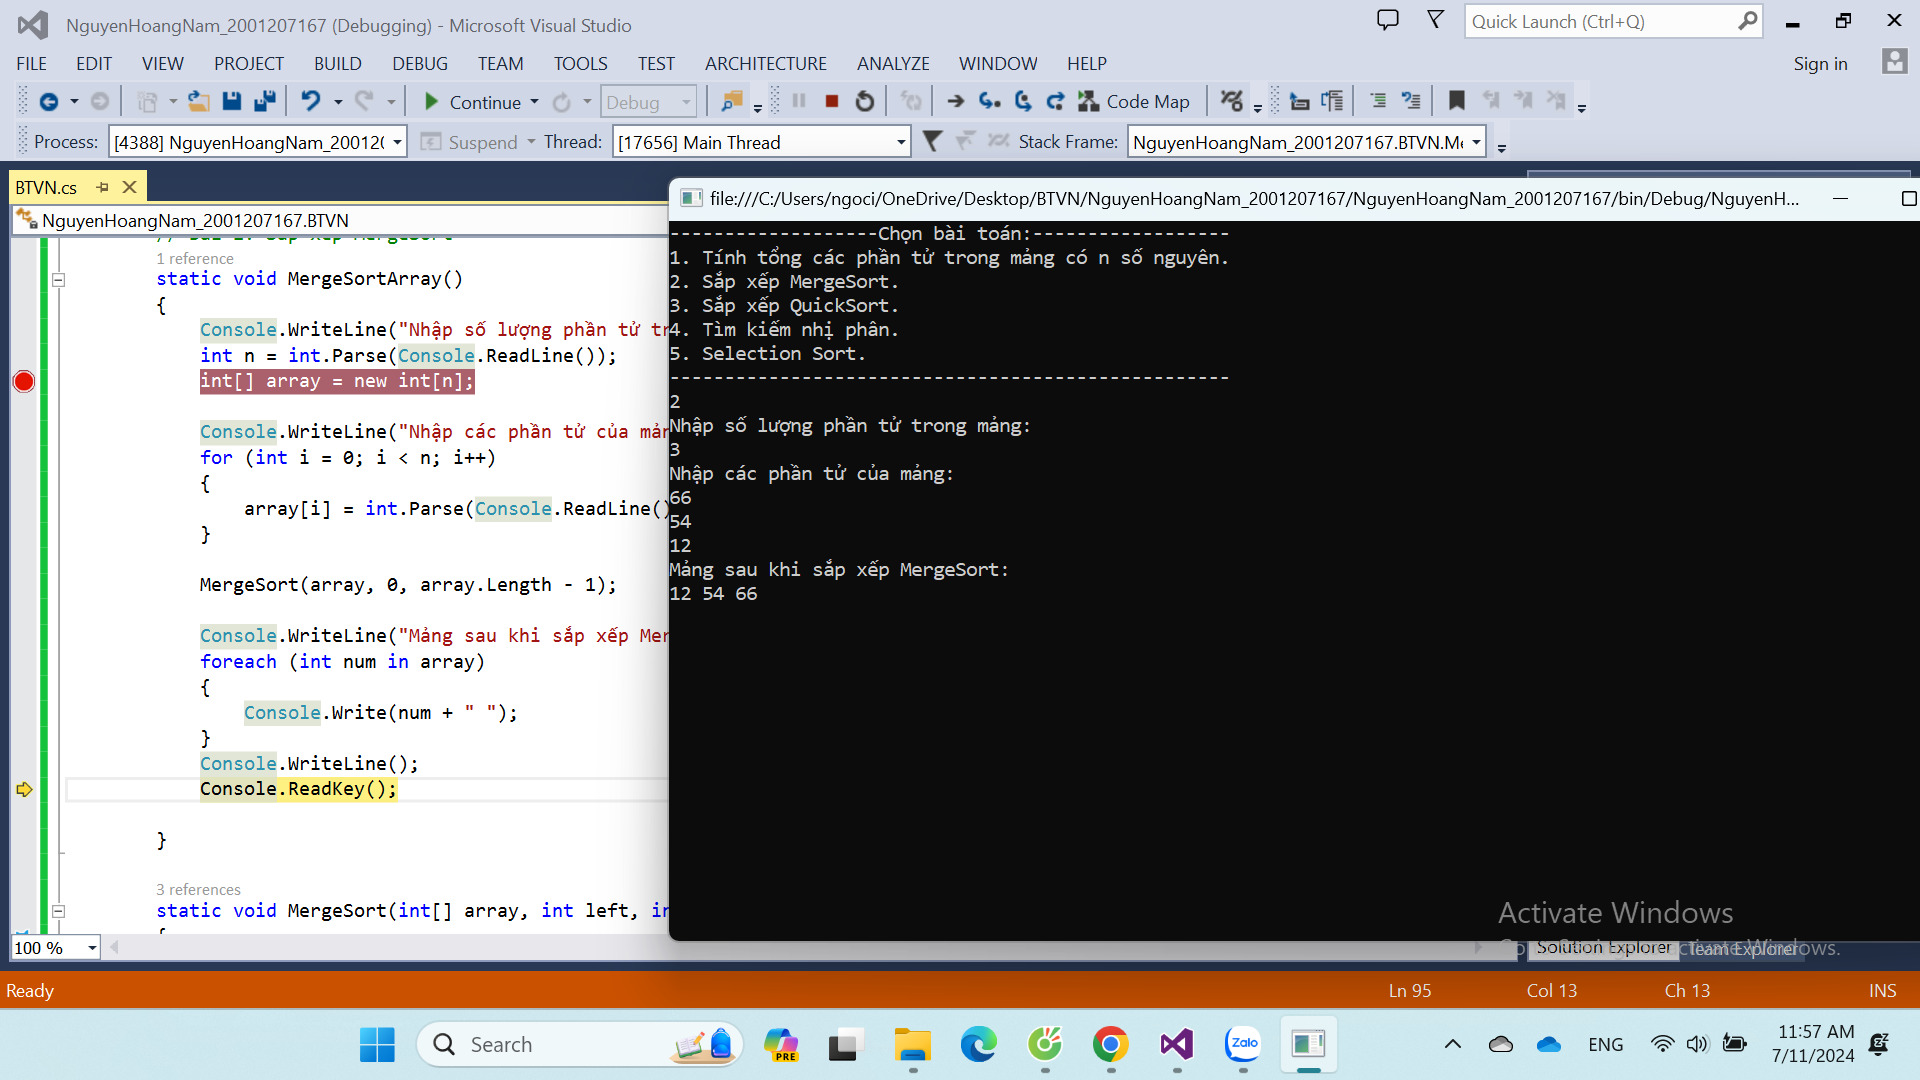 NguyenHoangNam_2001207167 (Debugging) - Microsoft Visual Studio
Quick Launch (Ctrl+Q)
FILE EDIT VIEW PROJECT BUILD DEBUG TEAM TOOLS TEST ARCHITECTURE ANALYZE WINDOW HELP
Sign in
Continue Debug Code Map
Process: [4388] NguyenHoangNam_20012 Suspend Thread: [17656] Main Thread Stack Frame: NguyenHoangNam_2001207167.BTVN.Me
BTVN.cs
NguyenHoangNam_2001207167.BTVN
1 reference
static void MergeSortArray()
{
Console.WriteLine("Nhập số lượng phần tử tr
int n = int.Parse(Console.ReadLine());
int[] array = new int[n];
Console.WriteLine("Nhập các phần tử của mản
for (int i = 0; i < n; i++)
{
array[i] = int.Parse(Console.ReadLine()
}
MergeSort(array, 0, array.Length - 1);
Console.WriteLine("Mảng sau khi sắp xếp Mer
foreach (int num in array)
{
Console.Write(num + " ");
}
Console.WriteLine();
Console.ReadKey();
}
3 references
static void MergeSort(int[] array, int left, in
{
100 %
file:///C:/Users/ngoci/OneDrive/Desktop/BTVN/NguyenHoangNam_2001207167/NguyenHoangNam_2001207167/bin/Debug/NguyenH...
-------------------Chọn bài toán:------------------
1. Tính tổng các phần tử trong mảng có n số nguyên.
2. Sắp xếp MergeSort.
3. Sắp xếp QuickSort.
4. Tìm kiếm nhị phân.
5. Selection Sort.
---------------------------------------------------
2
Nhập số lượng phần tử trong mảng:
3
Nhập các phần tử của mảng:
66
54
12
Mảng sau khi sắp xếp MergeSort:
12 54 66
Activate Windows
Solution Explorer Team Explorer
Ready
Ln 95 Col 13 Ch 13 INS
Search
PRE
Zalo
ENG
11:57 AM
7/11/2024